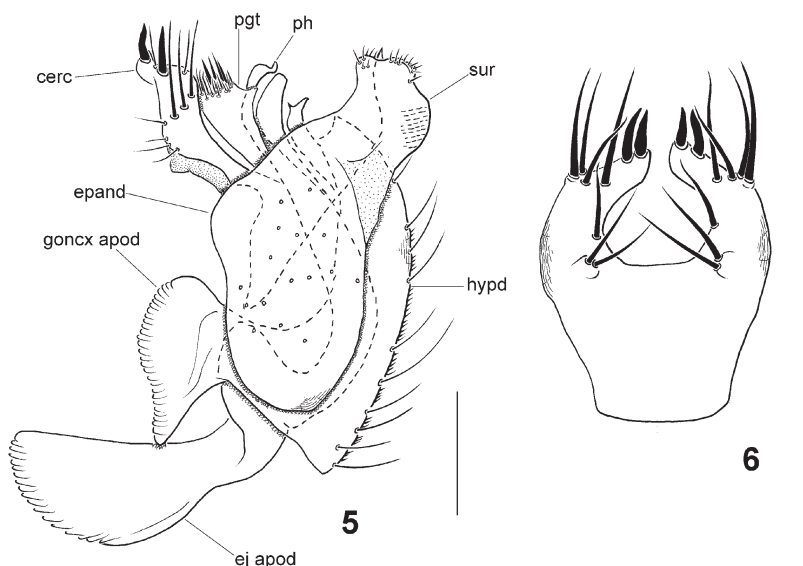 pgt
ph
cerc
sur
epand
goncx apod
hypd
6
5
ej apod